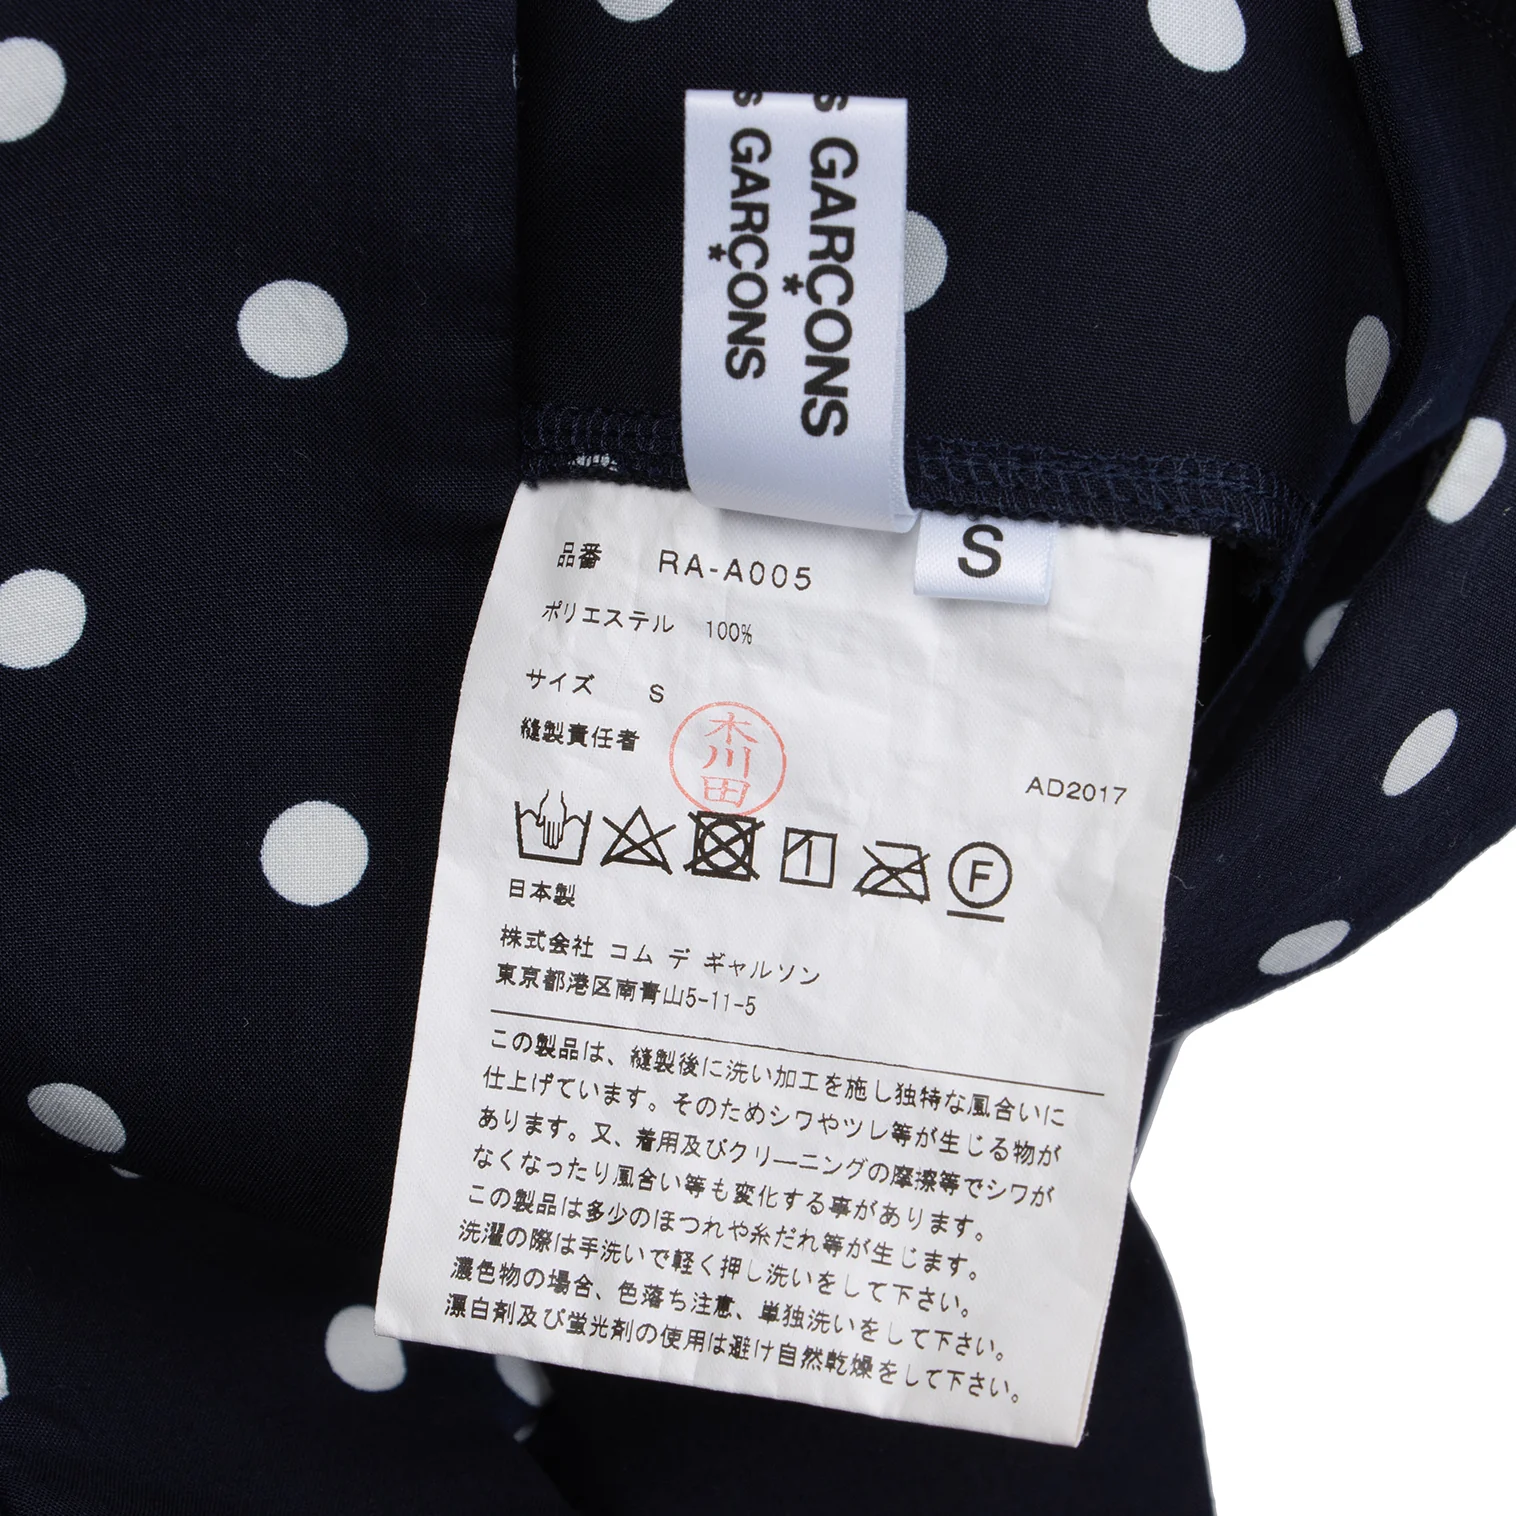 S GARÇONS
S GARÇONS
S
品番 RA-A005
ポリエステル 100%
サイズ S
縫製責任者 木川田
AD2017
1
F
日本製
株式会社 コム デ ギャルソン
東京都港区南青山5-11-5
この製品は、縫製後に洗い加工を施し独特な風合いに
仕上げています。そのためシワやツレ等が生じる物が
あります。又、着用及びクリーニングの摩擦等でシワが
なくなったり風合い等も変化する事があります。
この製品は多少のほつれや糸だれ等が生じます。
洗濯の際は手洗いで軽く押し洗いをして下さい。
濃色物の場合、色落ち注意、単独洗いをして下さい。
漂白剤及び蛍光剤の使用は避け自然乾燥をして下さい。